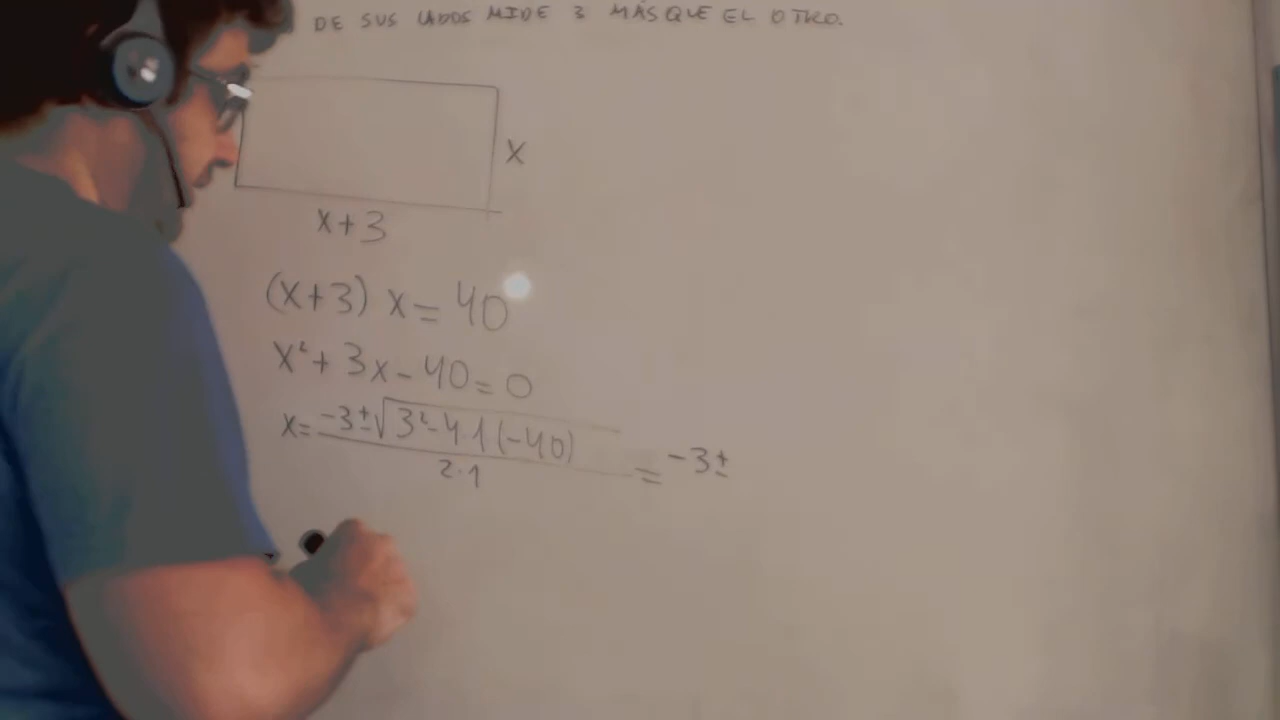 DE SUS LADOS MIDE 3 MÁS QUE EL OTRO.
x
x+3
(x+3) x = 40
x²+3x-40=0
x= -3±√3²-4·1(-40) / 2·1 = -3±